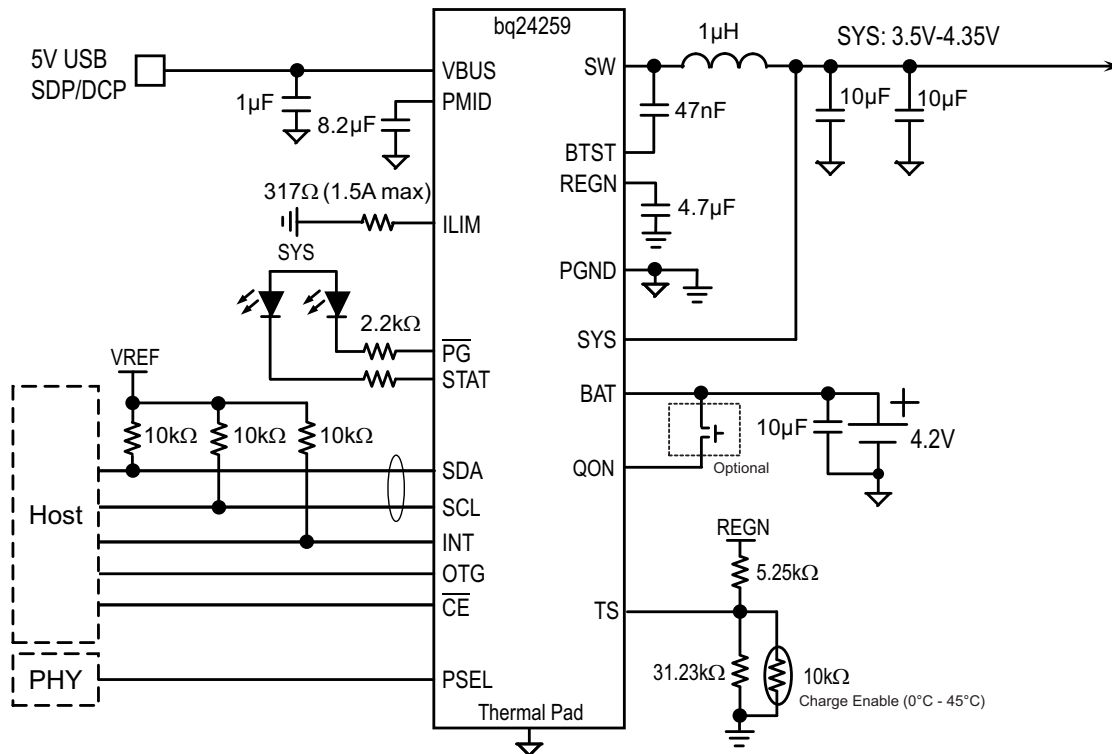 bq24259
5V USB
SDP/DCP
1µF
8.2µF
VBUS
PMID
317Ω (1.5A max)
ILIM
SYS
2.2kΩ
PG
STAT
VREF
10kΩ
10kΩ
10kΩ
Host
SDA
SCL
INT
OTG
CE
PHY
PSEL
Thermal Pad
SW
1µH
SYS: 3.5V-4.35V
47nF
10µF
10µF
BTST
REGN
4.7µF
PGND
SYS
BAT
10µF
4.2V
Optional
QON
REGN
5.25kΩ
TS
31.23kΩ
10kΩ
Charge Enable (0°C - 45°C)